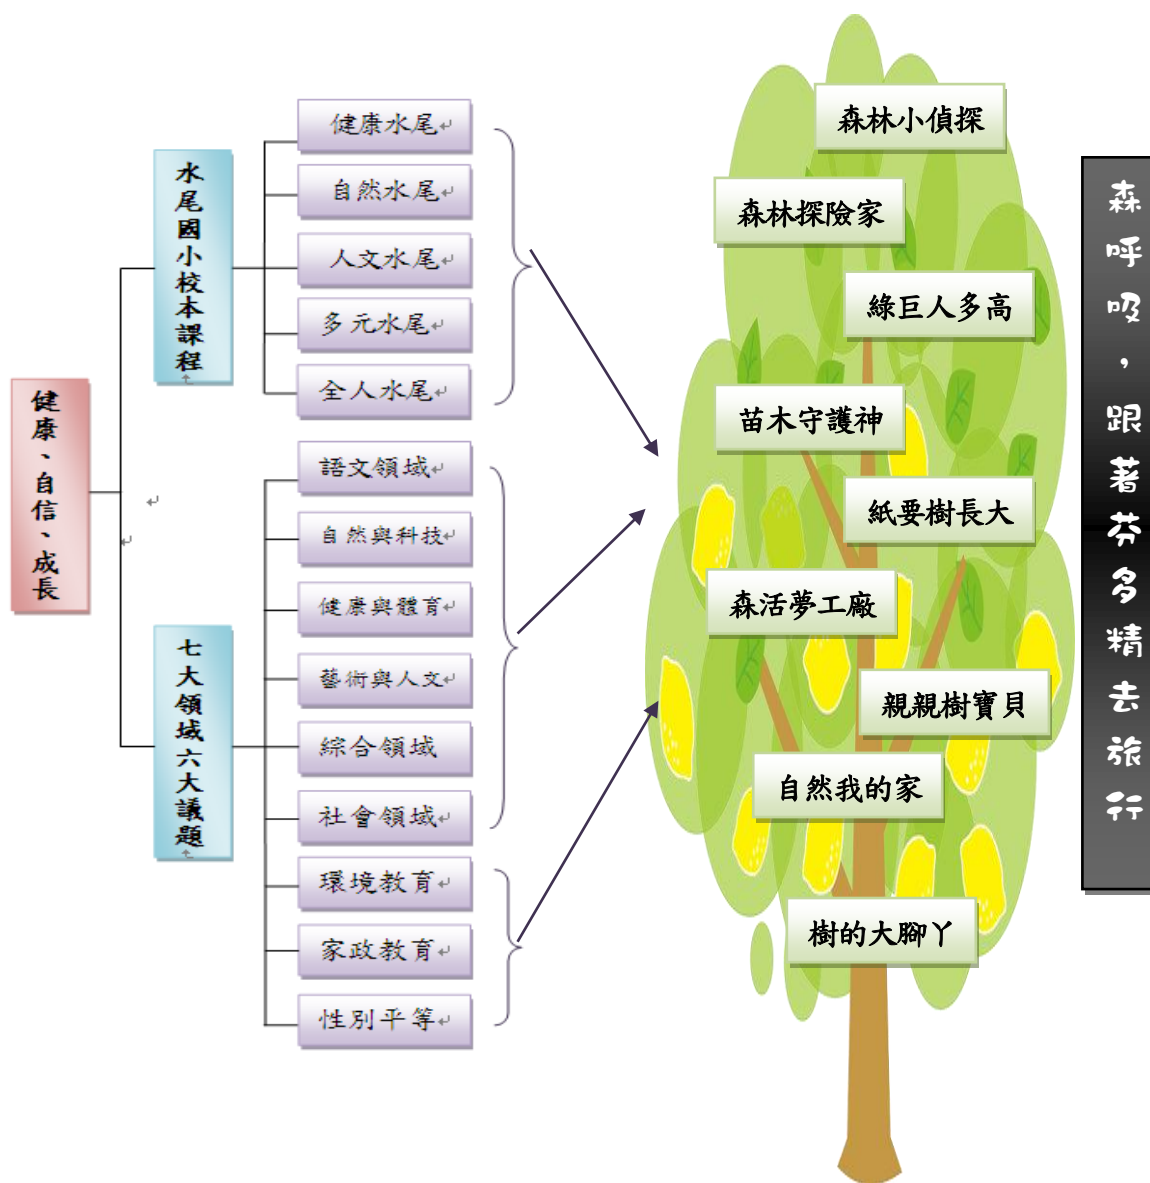 健康、自信、成長
水尾國小校本課程
健康水尾
自然水尾
人文水尾
多元水尾
全人水尾
七大領域六大議題
語文領域
自然與科技
健康與體育
藝術與人文
綜合領域
社會領域
環境教育
家政教育
性別平等
森林小偵探
森林探險家
綠巨人多高
苗木守護神
紙要樹長大
森活夢工廠
親親樹寶貝
自然我的家
樹的大腳丫
森呼吸，跟著芬多精去旅行